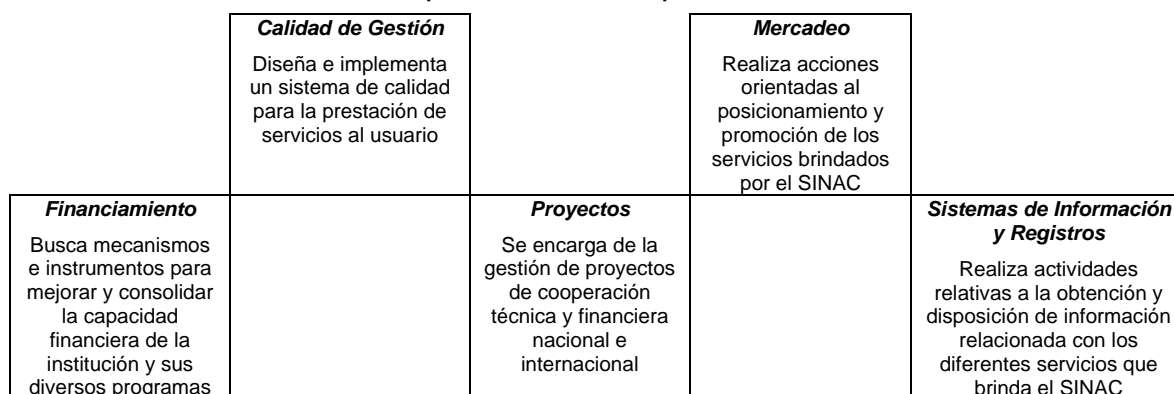 Calidad de Gestión
Diseña e implementa
un sistema de calidad
para la prestación de
servicios al usuario
Mercadeo
Realiza acciones
orientadas al
posicionamiento y
promoción de los
servicios brindados
por el SINAC
Financiamiento
Busca mecanismos
e instrumentos para
mejorar y consolidar
la capacidad
financiera de la
institución y sus
diversos programas
Proyectos
Se encarga de la
gestión de proyectos
de cooperación
técnica y financiera
nacional e
internacional
Sistemas de Información
y Registros
Realiza actividades
relativas a la obtención y
disposición de información
relacionada con los
diferentes servicios que
brinda el SINAC